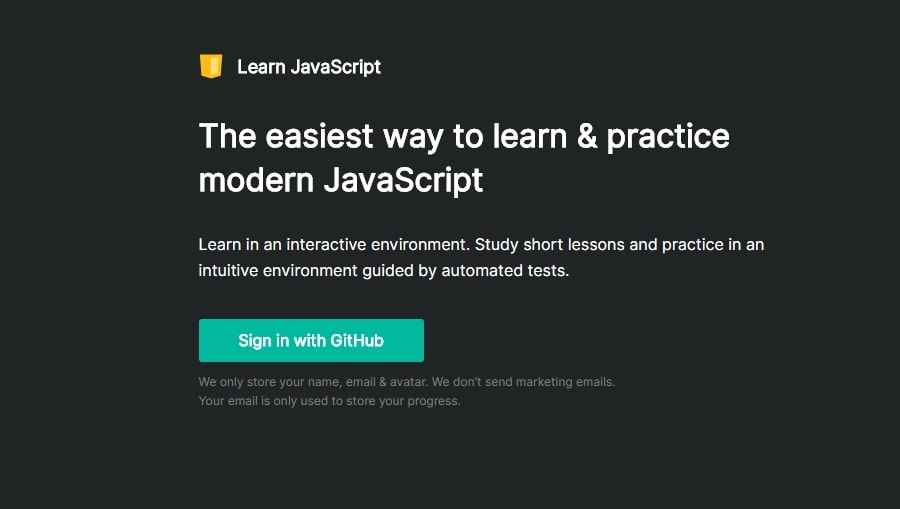 Learn JavaScript
The easiest way to learn & practice
modern JavaScript
Learn in an interactive environment. Study short lessons and practice in an
intuitive environment guided by automated tests.
Sign in with GitHub
We only store your name, email & avatar. We don't send marketing emails.
Your email is only used to store your progress.